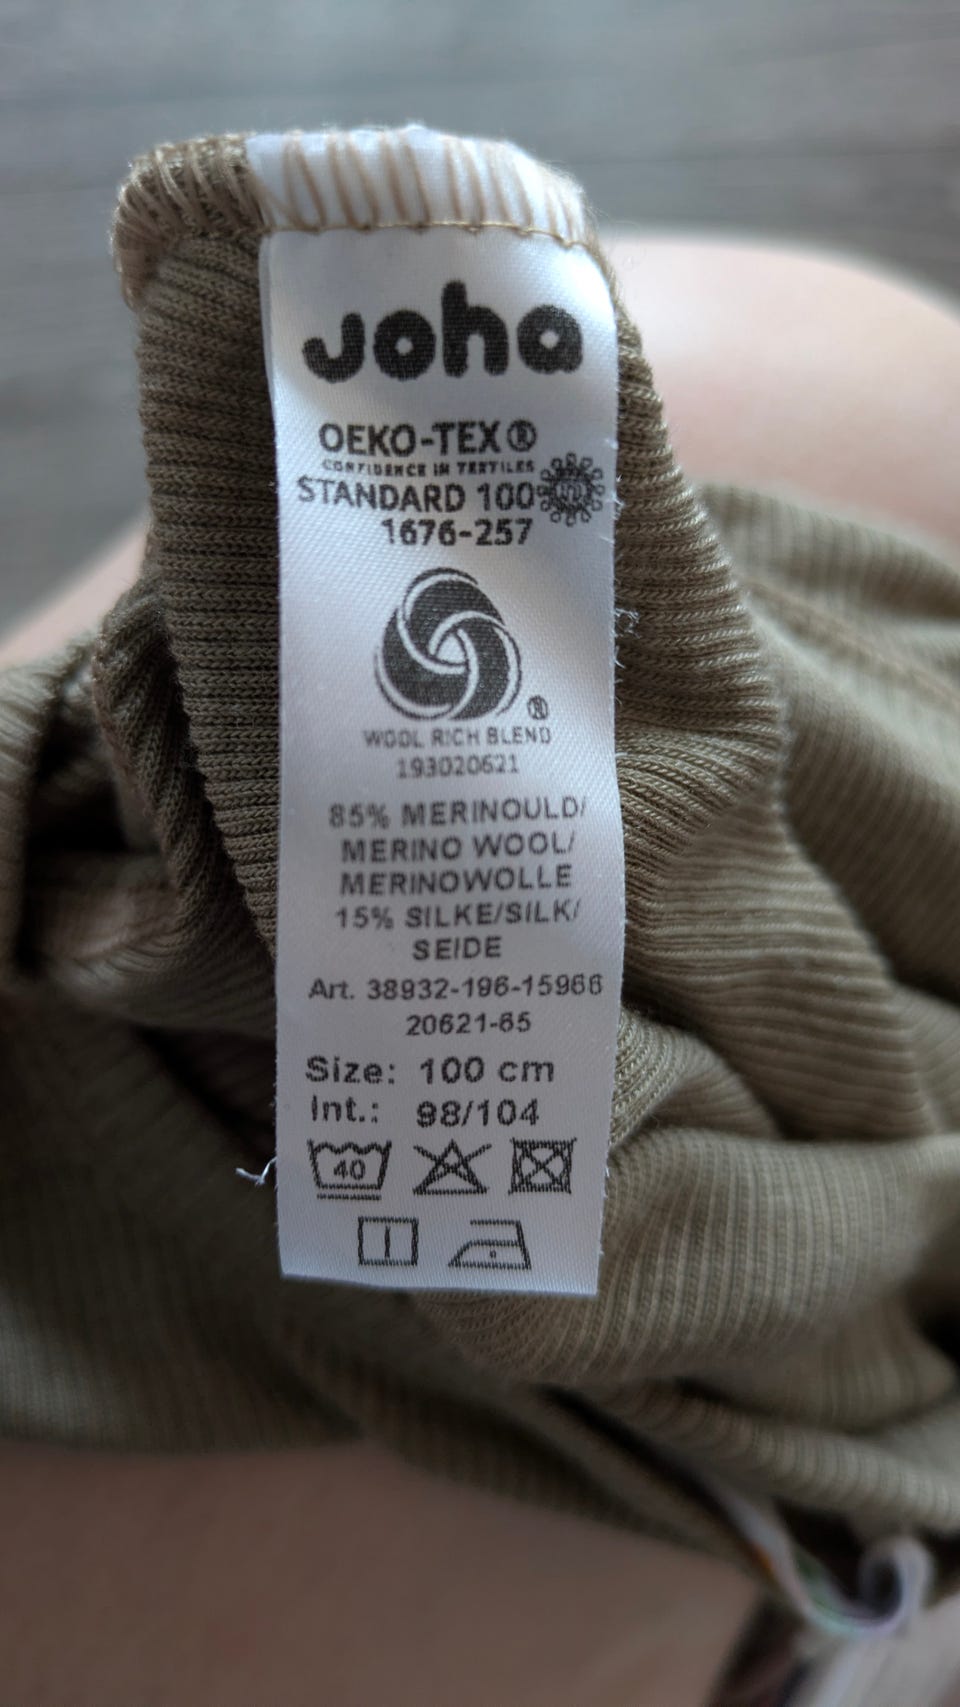 Joha
OEKO-TEX®
CONFIDENCE IN TEXTILES
STANDARD 100
1676-257
®
WOOL RICH BLEND
193020621
85% MERINOULD/
MERINO WOOL/
MERINOWOLLE
15% SILKE/SILK/
SEIDE
Art. 38932-196-15966
20621-65
Size: 100 cm
Int.: 98/104
40